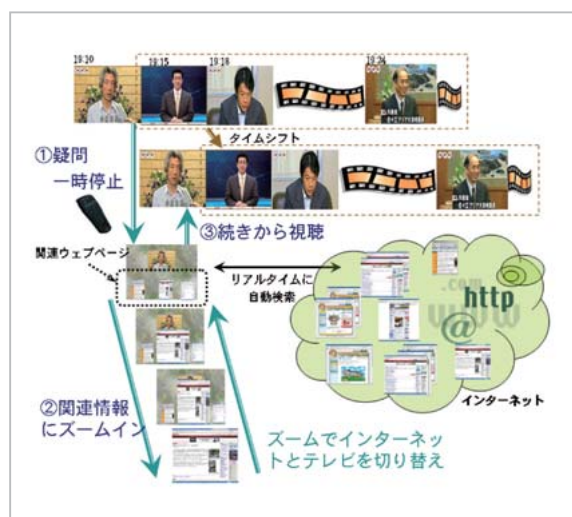 19:10
19:15
19:18
19:24
タイムシフト
①疑問
一時停止
③続きから視聴
関連ウェブページ
リアルタイムに
自動検索
.com
http
www
@
インターネット
②関連情報
にズームイン
ズームでインターネッ
トとテレビを切り替え